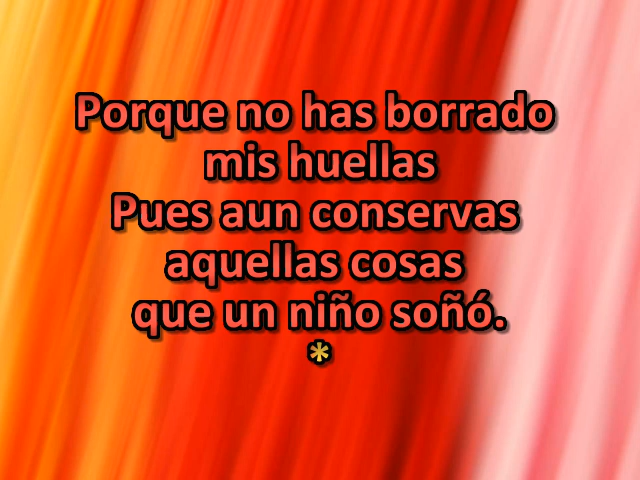 Porque no has borrado
mis huellas
Pues aun conservas
aquellas cosas
que un niño soñó.
*